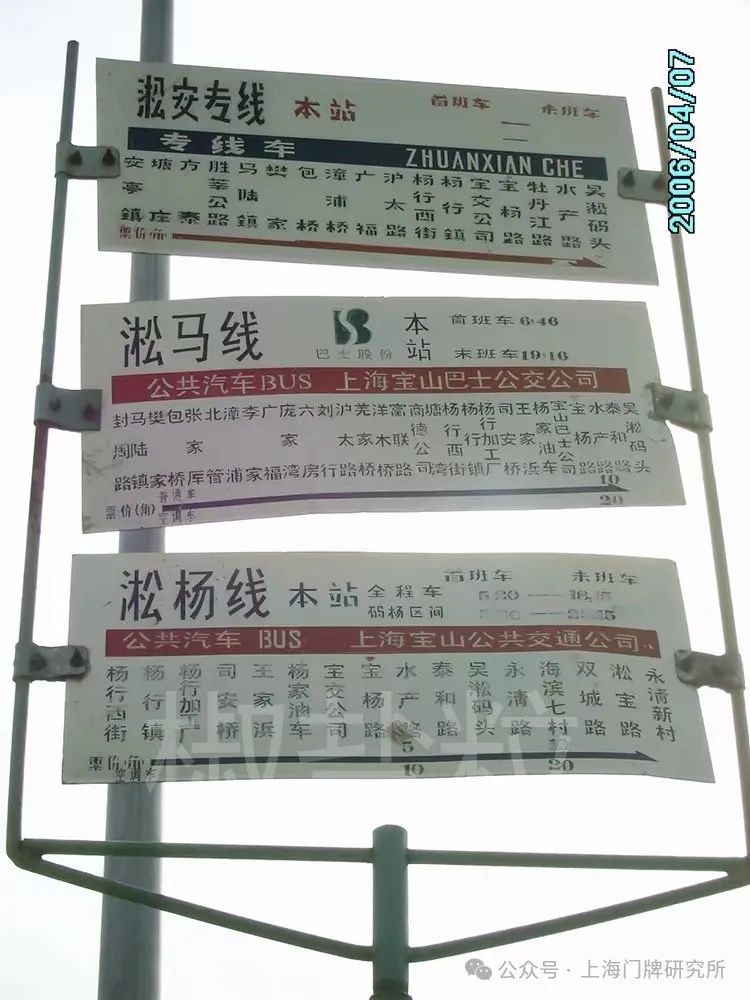 淞安专线 本站 首班车 末班车
— —
专线车 ZHUANXIAN CHE
安亭镇 塘庄 方泰 胜辛公路 马陆镇 樊家 包桥 漳浦桥 广福 沪太路 杨行西街 杨行镇 宝交公司 宝杨路 牡丹江路 水产路 吴淞码头
票价(角)
淞马线 巴士股份 本站 首班车6:46
末班车19:16
公共汽车BUS 上海宝山巴士公交公司
封周路 马陆镇 樊家 包桥 张家厍 北管 漳浦 李家 广福 庞家湾 六房 刘行 沪太路 羌家桥 洋木桥 富联路 商德公司 塘湾 杨行西街 杨行镇 杨行加工厂 司安桥 王家浜 杨家油车 宝山巴士公司 宝杨路 水产路 泰和路 吴淞码头
票价(角) 普通车 10
空调车 20
淞杨线 本站 首班车 末班车
全程车
码杨区间
公共汽车 BUS 上海宝山公共交通公司
杨行西街 杨行镇 杨行加工厂 司安桥 王家浜 杨家油车 宝交公司 宝杨路 水产路 泰和路 吴淞码头 永清路 海滨七村 双城路 淞宝路 永清新村
票价(角) 5
空调车 10 20
2006/04/07
公众号·上海门牌研究所